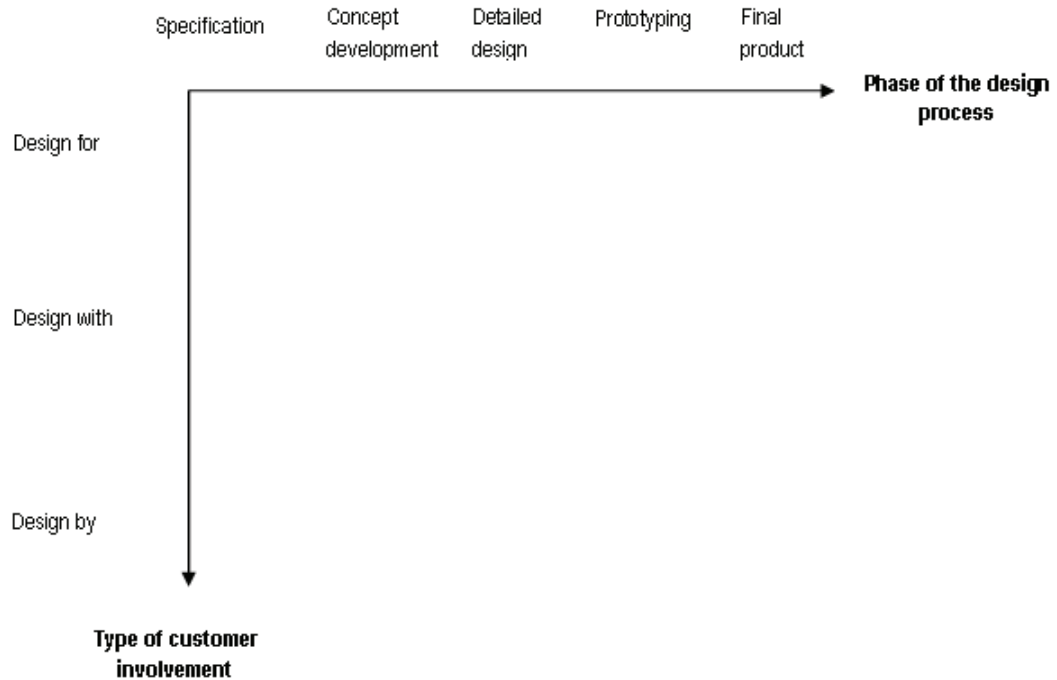 Specification
Concept
development
Detailed
design
Prototyping
Final
product
Phase of the design
process
Design for
Design with
Design by
Type of customer
involvement